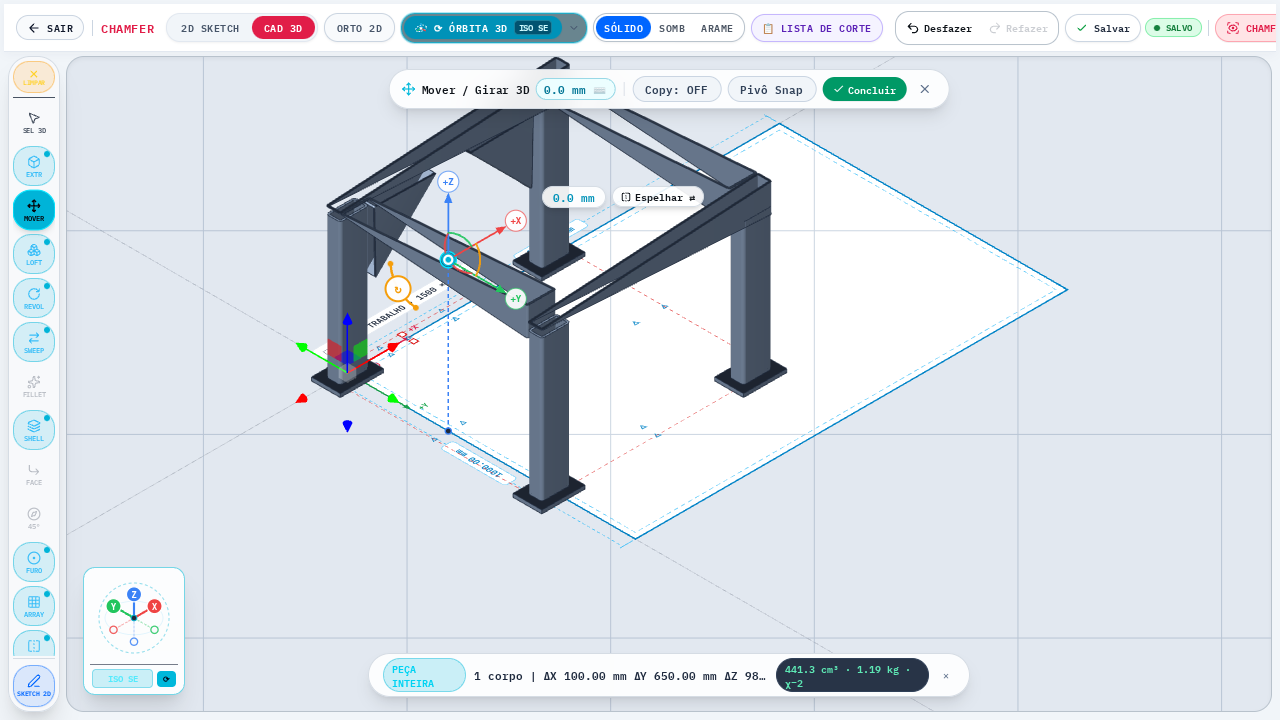 SAIR
CHAMFER
2D SKETCH
CAD 3D
ORTO 2D
⟳ ÓRBITA 3D
ISO SE
SÓLIDO
SOMB
ARAME
📋 LISTA DE CORTE
Desfazer
Refazer
Salvar
SALVO
CHAMF
Mover / Girar 3D
0.0 mm
Copy: OFF
Pivô Snap
Concluir
LIMPAR
SEL 3D
EXTR
MOVER
LOFT
REVOL
SWEEP
FILLET
SHELL
FACE
45°
FURO
ARRAY
SKETCH 2D
+Z
0.0 mm
Espelhar ⇄
+X
+Y
TRABALHO
1500
+X
+Y
1000.00 mm
Z
Y
X
ISO SE
PEÇA INTEIRA
1 corpo | ΔX 100.00 mm ΔY 650.00 mm ΔZ 98…
441.3 cm³ · 1.19 kg ·
χ−2